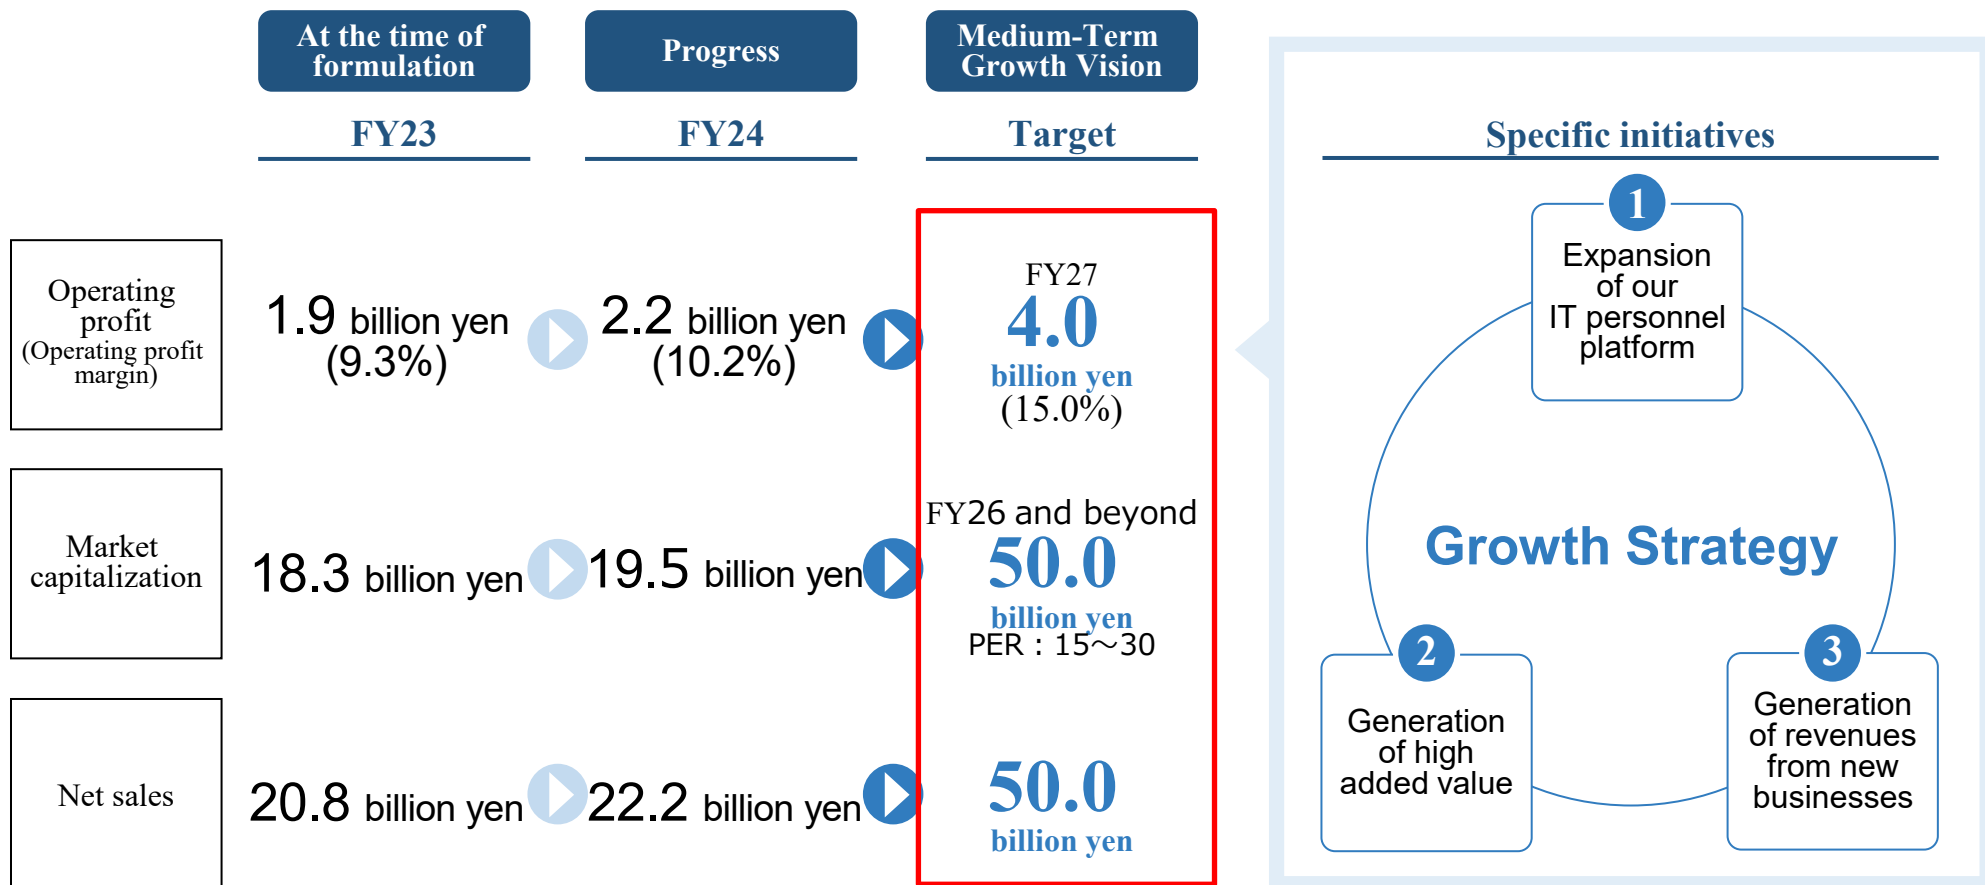 At the time of
formulation
Progress
Medium-Term
Growth Vision
FY23
FY24
Target
Operating
profit
(Operating profit
margin)
1.9 billion yen
(9.3%)
2.2 billion yen
(10.2%)
FY27
4.0
billion yen
(15.0%)
Market
capitalization
18.3 billion yen
19.5 billion yen
FY26 and beyond
50.0
billion yen
PER：15～30
Net sales
20.8 billion yen
22.2 billion yen
50.0
billion yen
Specific initiatives
1
Expansion
of our
IT personnel
platform
Growth Strategy
2
Generation
of high
added value
3
Generation
of revenues
from new
businesses